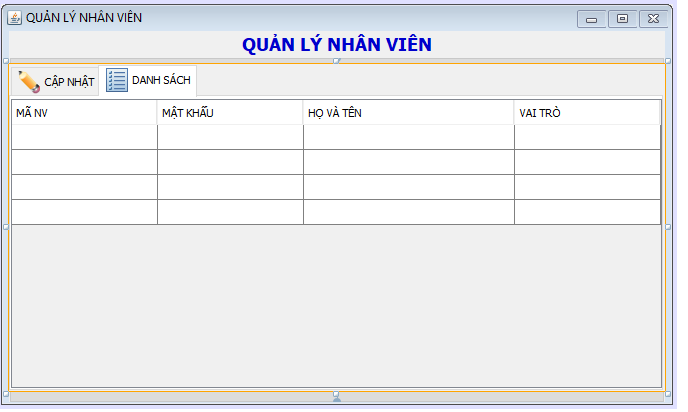 QUẢN LÝ NHÂN VIÊN
QUẢN LÝ NHÂN VIÊN
CẬP NHẬT DANH SÁCH
MÃ NV MẬT KHẨU HỌ VÀ TÊN VAI TRÒ